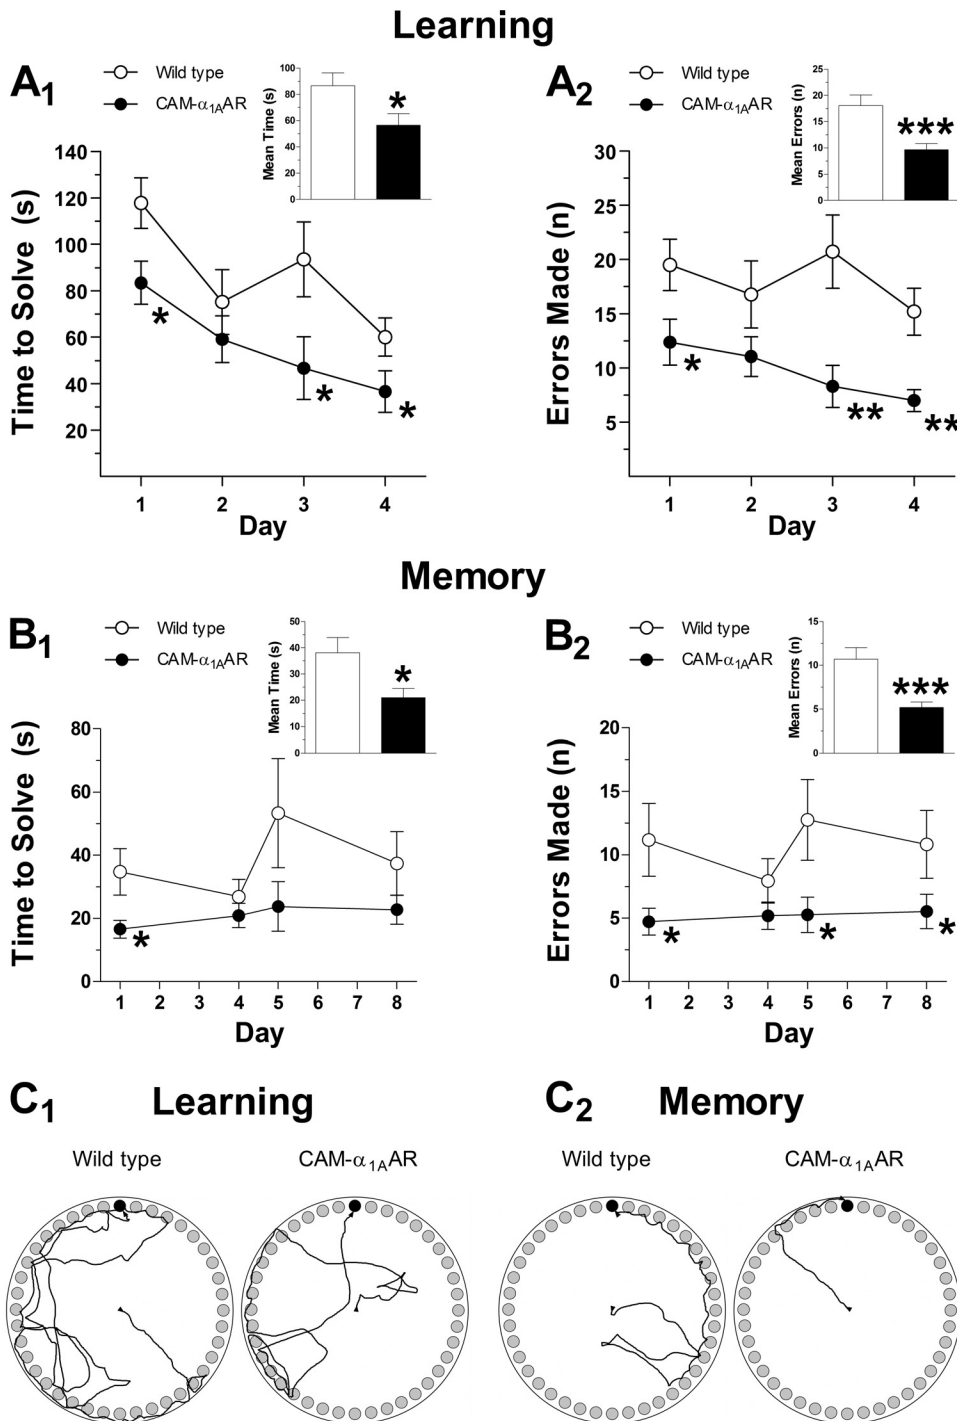 Learning
A1
Wild type
CAM-α1AAR
Mean Time (s)
100
80
60
40
20
0
*
Time to Solve (s)
140
120
100
80
60
40
20
*
*
*
1 2 3 4
Day
A2
Wild type
CAM-α1AAR
Mean Errors (n)
25
20
15
10
5
0
***
Errors Made (n)
30
25
20
15
10
5
*
**
**
1 2 3 4
Day
Memory
B1
Wild type
CAM-α1AAR
Mean Time (s)
50
40
30
20
10
0
*
Time to Solve (s)
80
60
40
20
0
*
1 2 3 4 5 6 7 8
Day
B2
Wild type
CAM-α1AAR
Mean Errors (n)
15
10
5
0
***
Errors Made (n)
20
15
10
5
0
*
*
*
1 2 3 4 5 6 7 8
Day
C1 Learning
Wild type CAM-α1AAR
C2 Memory
Wild type CAM-α1AAR